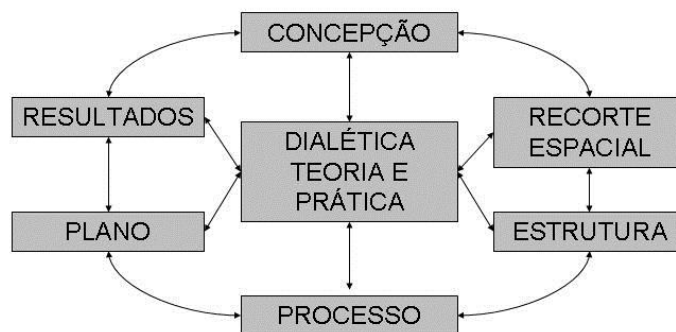 CONCEPÇÃO
RESULTADOS
RECORTE
ESPACIAL
DIALÉTICA
TEORIA E
PRÁTICA
PLANO
ESTRUTURA
PROCESSO